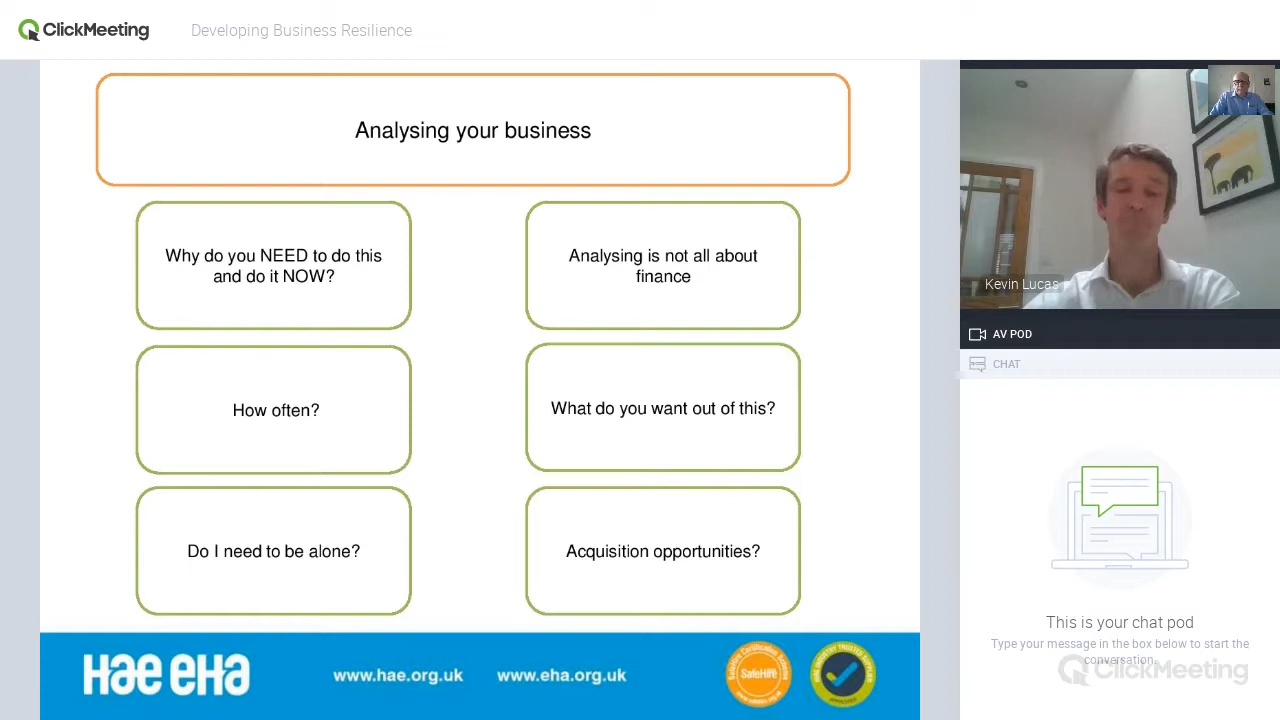 ClickMeeting
Developing Business Resilience
Analysing your business
Why do you NEED to do this
and do it NOW?
Analysing is not all about
finance
How often?
What do you want out of this?
Do I need to be alone?
Acquisition opportunities?
Hae eha
www.hae.org.uk
www.eha.org.uk
SafeHire
Kevin Lucas
AV POD
CHAT
This is your chat pod
Type your message in the box below to start the
conversation.
ClickMeeting